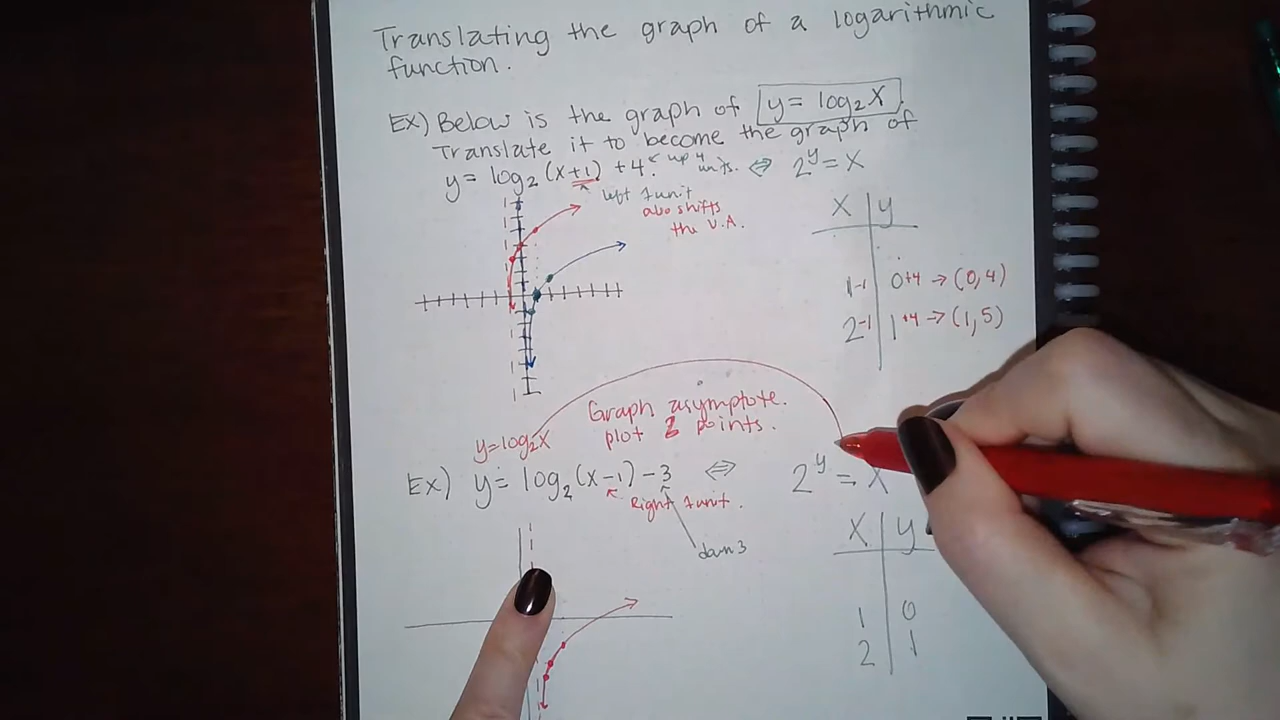 Translating the graph of a logarithmic
function.
Ex) Below is the graph of y = log₂X.
Translate it to become the graph of
y = log₂(x+1) + 4. up 4 units. ⇔ 2^y = x
left 1 unit
also shifts
the V.A.
X | y
1-1 | 0+4 → (0,4)
2-1 | 1+4 → (1,5)
Graph asymptote.
plot points.
y=log₂X
Ex) y = log₂(x-1) - 3 ⇔ 2^y = X
Right 1 unit.
down 3
X | y
1 | 0
2 | 1